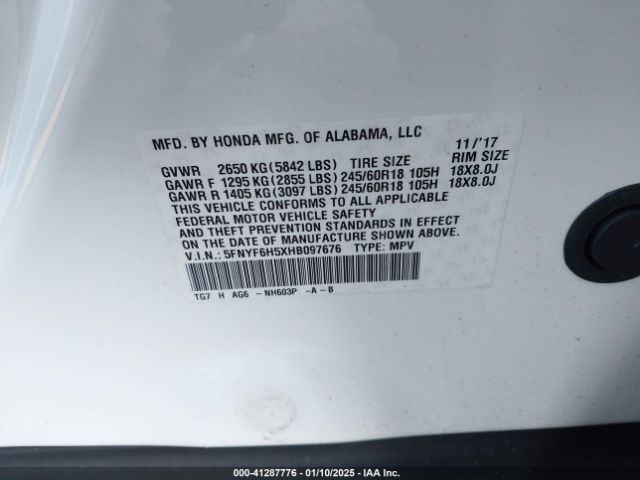 MFD. BY HONDA MFG. OF ALABAMA, LLC 11/'17
GVWR 2650 KG(5842 LBS) TIRE SIZE RIM SIZE
GAWR F 1295 KG(2855 LBS) 245/60R18 105H 18X8.0J
GAWR R 1405 KG(3097 LBS) 245/60R18 105H 18X8.0J
THIS VEHICLE CONFORMS TO ALL APPLICABLE
FEDERAL MOTOR VEHICLE SAFETY
AND THEFT PREVENTION STANDARDS IN EFFECT
ON THE DATE OF MANUFACTURE SHOWN ABOVE.
V.I.N.: 5FNYF6H5XHB097676 TYPE: MPV
TG7 H AG6 -NH603P -A-B
000-41287776 - 01/10/2025 - IAA Inc.